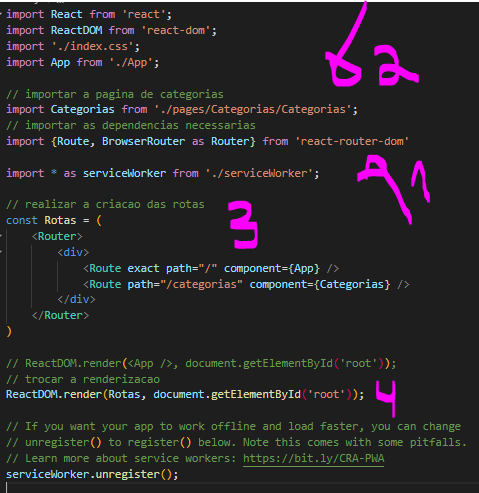 import React from 'react';
import ReactDOM from 'react-dom';
import './index.css';
import App from './App';
// importar a pagina de categorias
import Categorias from './pages/Categorias/Categorias';
// importar as dependencias necessarias
import {Route, BrowserRouter as Router} from 'react-router-dom'
import * as serviceWorker from './serviceWorker';
// realizar a criacao das rotas
const Rotas = (
3
<Router>
<div>
<Route exact path="/" component={App} />
<Route path="/categorias" component={Categorias} />
</div>
</Router>
)
// ReactDOM.render(<App />, document.getElementById('root'));
// trocar a renderizacao
ReactDOM.render(Rotas, document.getElementById('root'));
4
// If you want your app to work offline and load faster, you can change
// unregister() to register() below. Note this comes with some pitfalls.
// Learn more about service workers: https://bit.ly/CRA-PWA
serviceWorker.unregister();